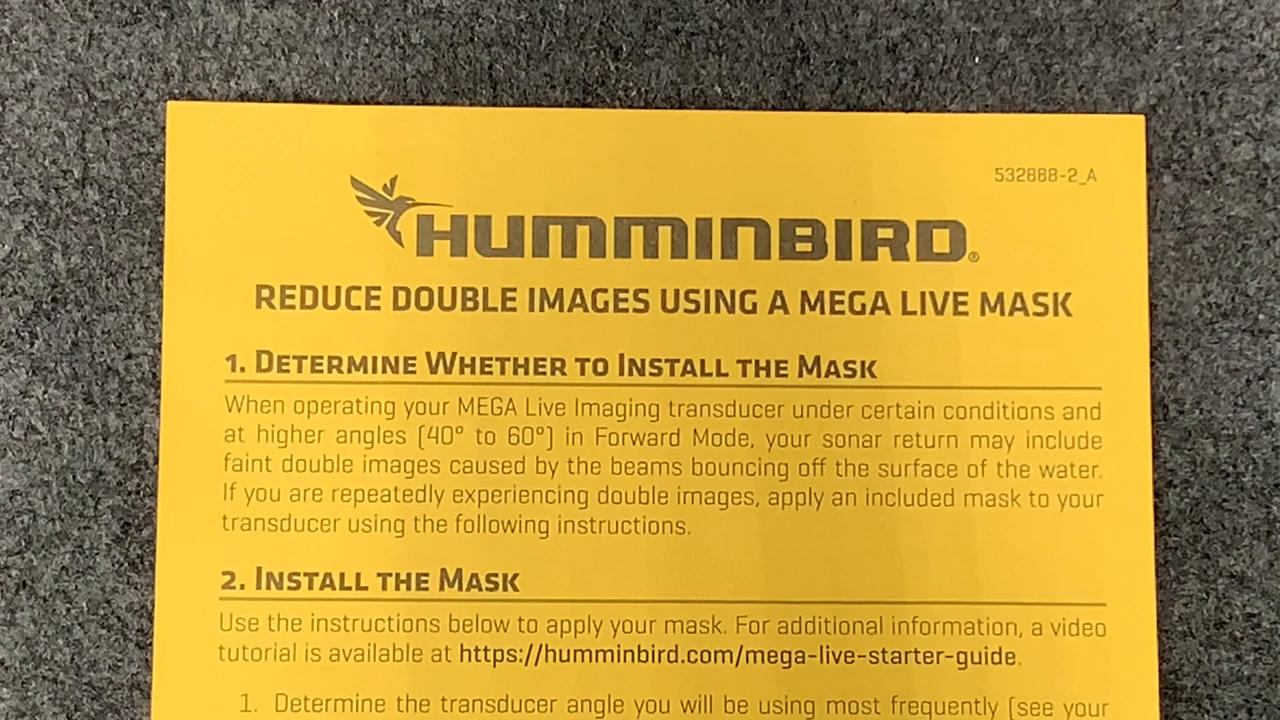 532888-2_A
HUMMINBIRD®
REDUCE DOUBLE IMAGES USING A MEGA LIVE MASK
1. DETERMINE WHETHER TO INSTALL THE MASK
When operating your MEGA Live Imaging transducer under certain conditions and
at higher angles (40° to 60°) in Forward Mode, your sonar return may include
faint double images caused by the beams bouncing off the surface of the water.
If you are repeatedly experiencing double images, apply an included mask to your
transducer using the following instructions.
2. INSTALL THE MASK
Use the instructions below to apply your mask. For additional information, a video
tutorial is available at https://humminbird.com/mega-live-starter-guide.
1. Determine the transducer angle you will be using most frequently (see your